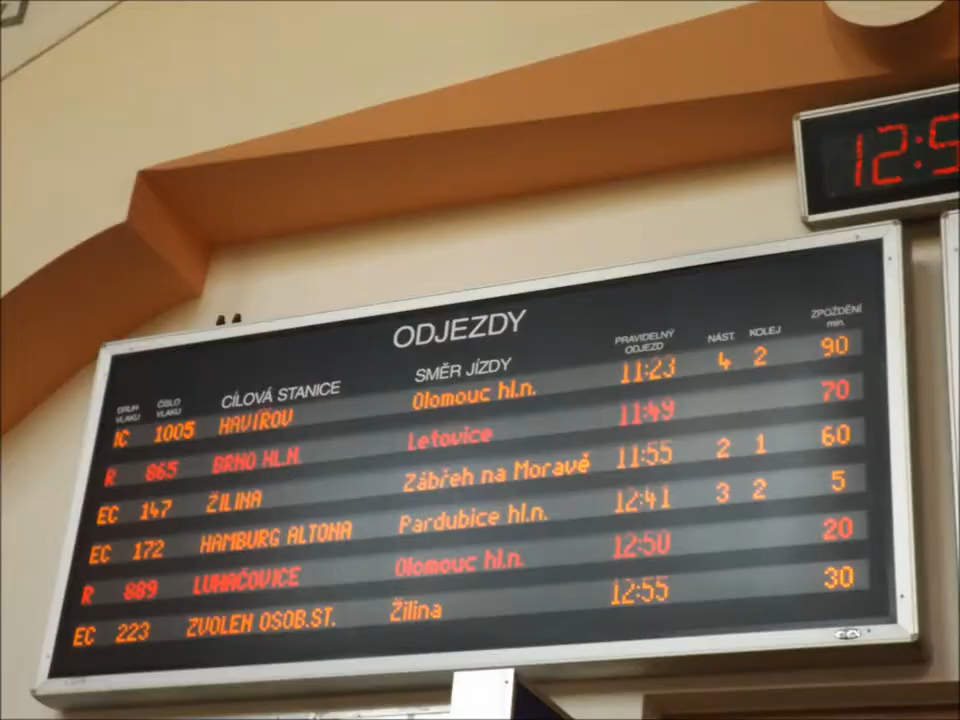 12:5
ODJEZDY
DRUH VLAKU ČÍSLO VLAKU CÍLOVÁ STANICE SMĚR JÍZDY PRAVIDELNÝ ODJEZD NÁST. KOLEJ ZPOŽDĚNÍ min.
IC 1005 HAVÍŘOV Olomouc hl.n. 11:23 4 2 90
R 865 BRNO HL.N. Letovice 11:49 70
EC 147 ŽILINA Zábřeh na Moravě 11:55 2 1 60
EC 172 HAMBURG ALTONA Pardubice hl.n. 12:41 3 2 5
R 889 LUHAČOVICE Olomouc hl.n. 12:50 20
EC 223 ZVOLEN OSOB.ST. Žilina 12:55 30